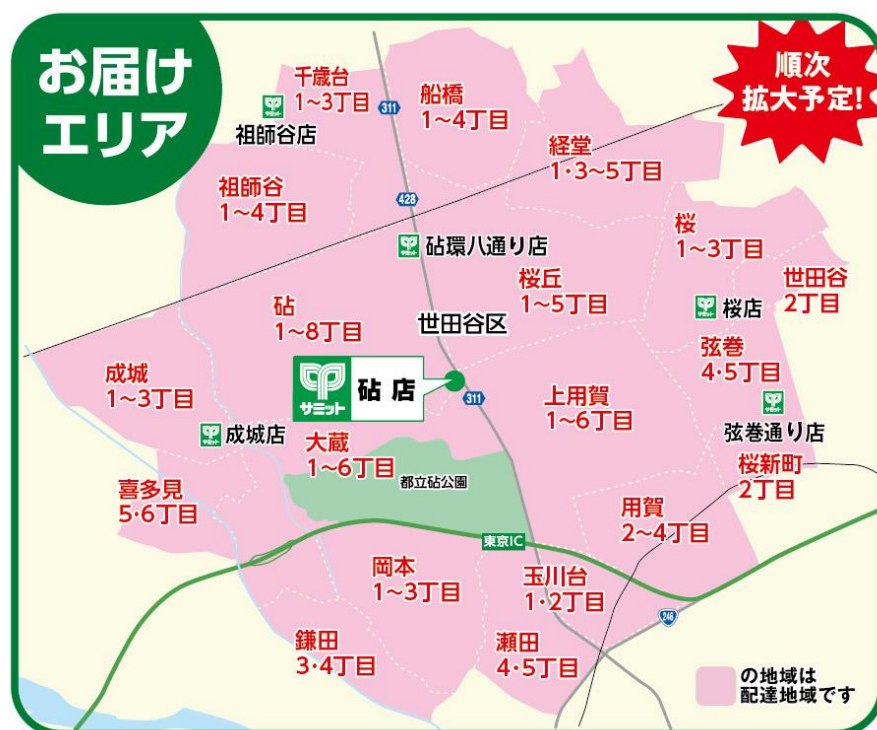 お届け
エリア
順次
拡大予定!
千歳台
1~3丁目
船橋
1~4丁目
311
祖師谷店
経堂
1・3~5丁目
祖師谷
1~4丁目
428
桜
1~3丁目
砧環八通り店
世田谷
2丁目
桜丘
1~5丁目
桜店
砧
1~8丁目
世田谷区
弦巻
4・5丁目
成城
1~3丁目
サミット
砧店
311
上用賀
1~6丁目
弦巻通り店
成城店
大蔵
1~6丁目
桜新町
2丁目
都立砧公園
喜多見
5・6丁目
用賀
2~4丁目
東京IC
岡本
1~3丁目
玉川台
1・2丁目
246
鎌田
3・4丁目
瀬田
4・5丁目
の地域は
配達地域です